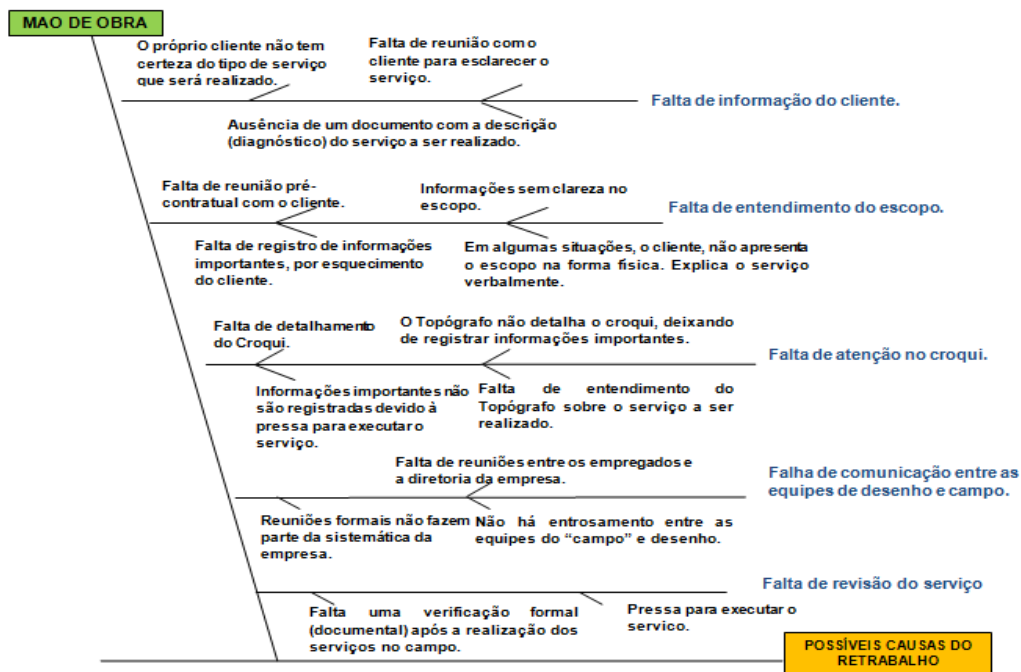 MAO DE OBRA
O próprio cliente não tem
certeza do tipo de serviço
que será realizado.
Falta de reunião com o
cliente para esclarecer o
serviço.
Falta de informação do cliente.
Ausência de um documento com a descrição
(diagnóstico) do serviço a ser realizado.
Falta de reunião pré-
contratual com o cliente.
Informações sem clareza no
escopo.
Falta de entendimento do escopo.
Falta de registro de informações
importantes, por esquecimento
do cliente.
Em algumas situações, o cliente, não apresenta
o escopo na forma física. Explica o serviço
verbalmente.
Falta de detalhamento
do Croqui.
O Topógrafo não detalha o croqui, deixando
de registrar informações importantes.
Falta de atenção no croqui.
Informações importantes não
são registradas devido à
pressa para executar o
serviço.
Falta de entendimento do
Topógrafo sobre o serviço a ser
realizado.
Falta de reuniões entre os empregados e
a diretoria da empresa.
Falha de comunicação entre as
equipes de desenho e campo.
Reuniões formais não fazem
parte da sistemática da
empresa.
Não há entrosamento entre as
equipes do “campo” e desenho.
Falta de revisão do serviço
Falta uma verificação formal
(documental) após a realização dos
serviços no campo.
Pressa para executar o
servico.
POSSÍVEIS CAUSAS DO
RETRABALHO